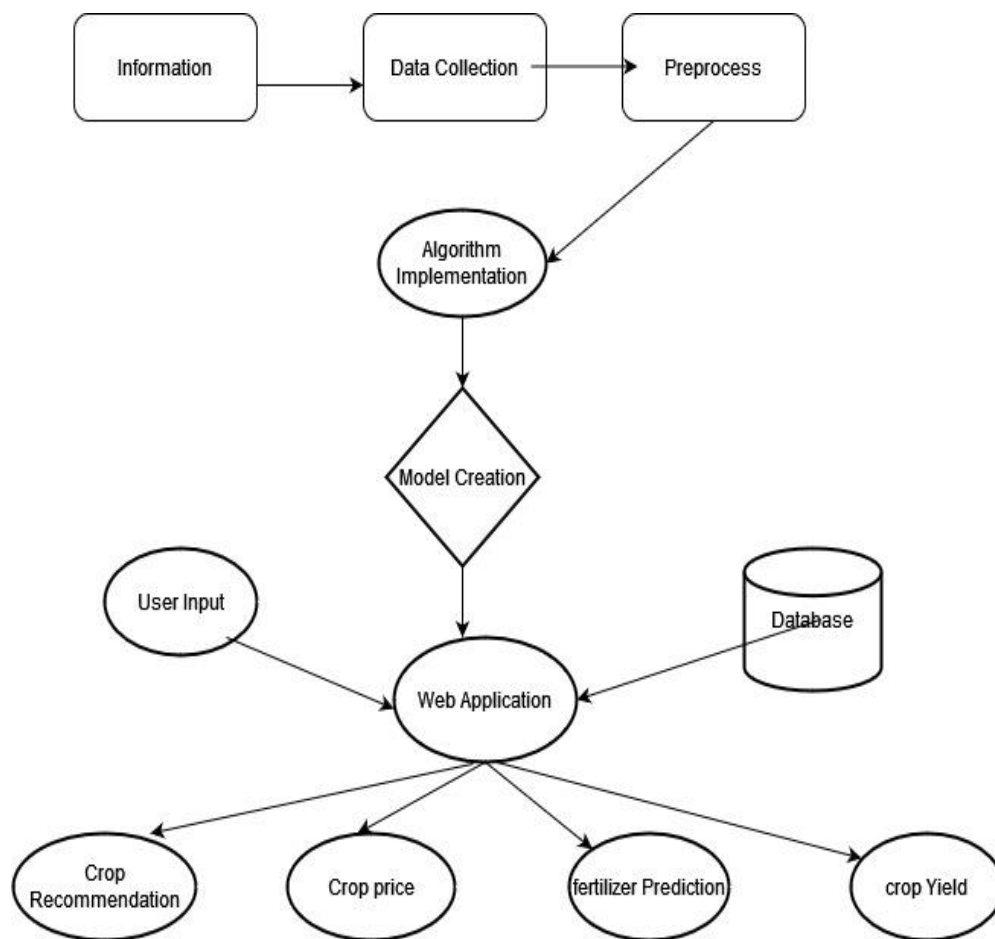 Information
Data Collection
Preprocess
Algorithm
Implementation
Model Creation
User Input
Database
Web Application
Crop
Recommendation
Crop price
fertilizer Prediction
crop Yield